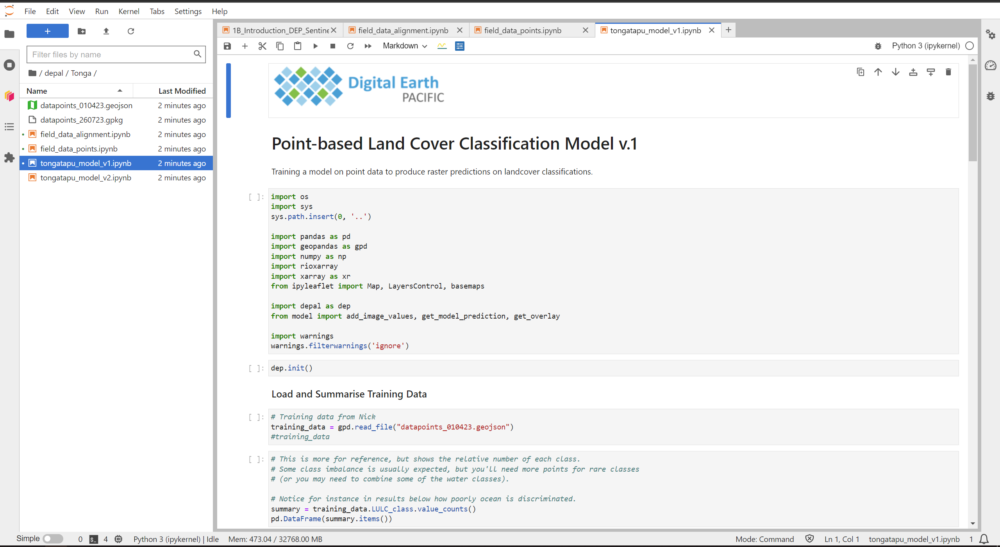 File Edit View Run Kernel Tabs Settings Help
+
Filter files by name
/ depal / Tonga /
Name Last Modified
datapoints_010423.geojson 2 minutes ago
datapoints_260723.gpkg 2 minutes ago
field_data_alignment.ipynb 2 minutes ago
field_data_points.ipynb 2 minutes ago
tongatapu_model_v1.ipynb 2 minutes ago
tongatapu_model_v2.ipynb 2 minutes ago
1B_Introduction_DEP_Sentine field_data_alignment.ipynb field_data_points.ipynb tongatapu_model_v1.ipynb
Markdown Python 3 (ipykernel)
Digital Earth
PACIFIC
Point-based Land Cover Classification Model v.1
Training a model on point data to produce raster predictions on landcover classifications.
[ ]: import os
import sys
sys.path.insert(0, '..')
import pandas as pd
import geopandas as gpd
import numpy as np
import rioxarray
import xarray as xr
from ipyleaflet import Map, LayersControl, basemaps
import depal as dep
from model import add_image_values, get_model_prediction, get_overlay
import warnings
warnings.filterwarnings('ignore')
[ ]: dep.init()
Load and Summarise Training Data
[ ]: # Training data from Nick
training_data = gpd.read_file("datapoints_010423.geojson")
#training_data
[ ]: # This is more for reference, but shows the relative number of each class.
# Some class imbalance is usually expected, but you'll need more points for rare classes
# (or you may need to combine some of the water classes).
# Notice for instance in results below how poorly ocean is discriminated.
summary = training_data.LULC_class.value_counts()
pd.DataFrame(summary.items())
Simple 0 $_ 4 Python 3 (ipykernel) | Idle Mem: 473.04 / 32768.00 MB Mode: Command Ln 1, Col 1 tongatapu_model_v1.ipynb 1